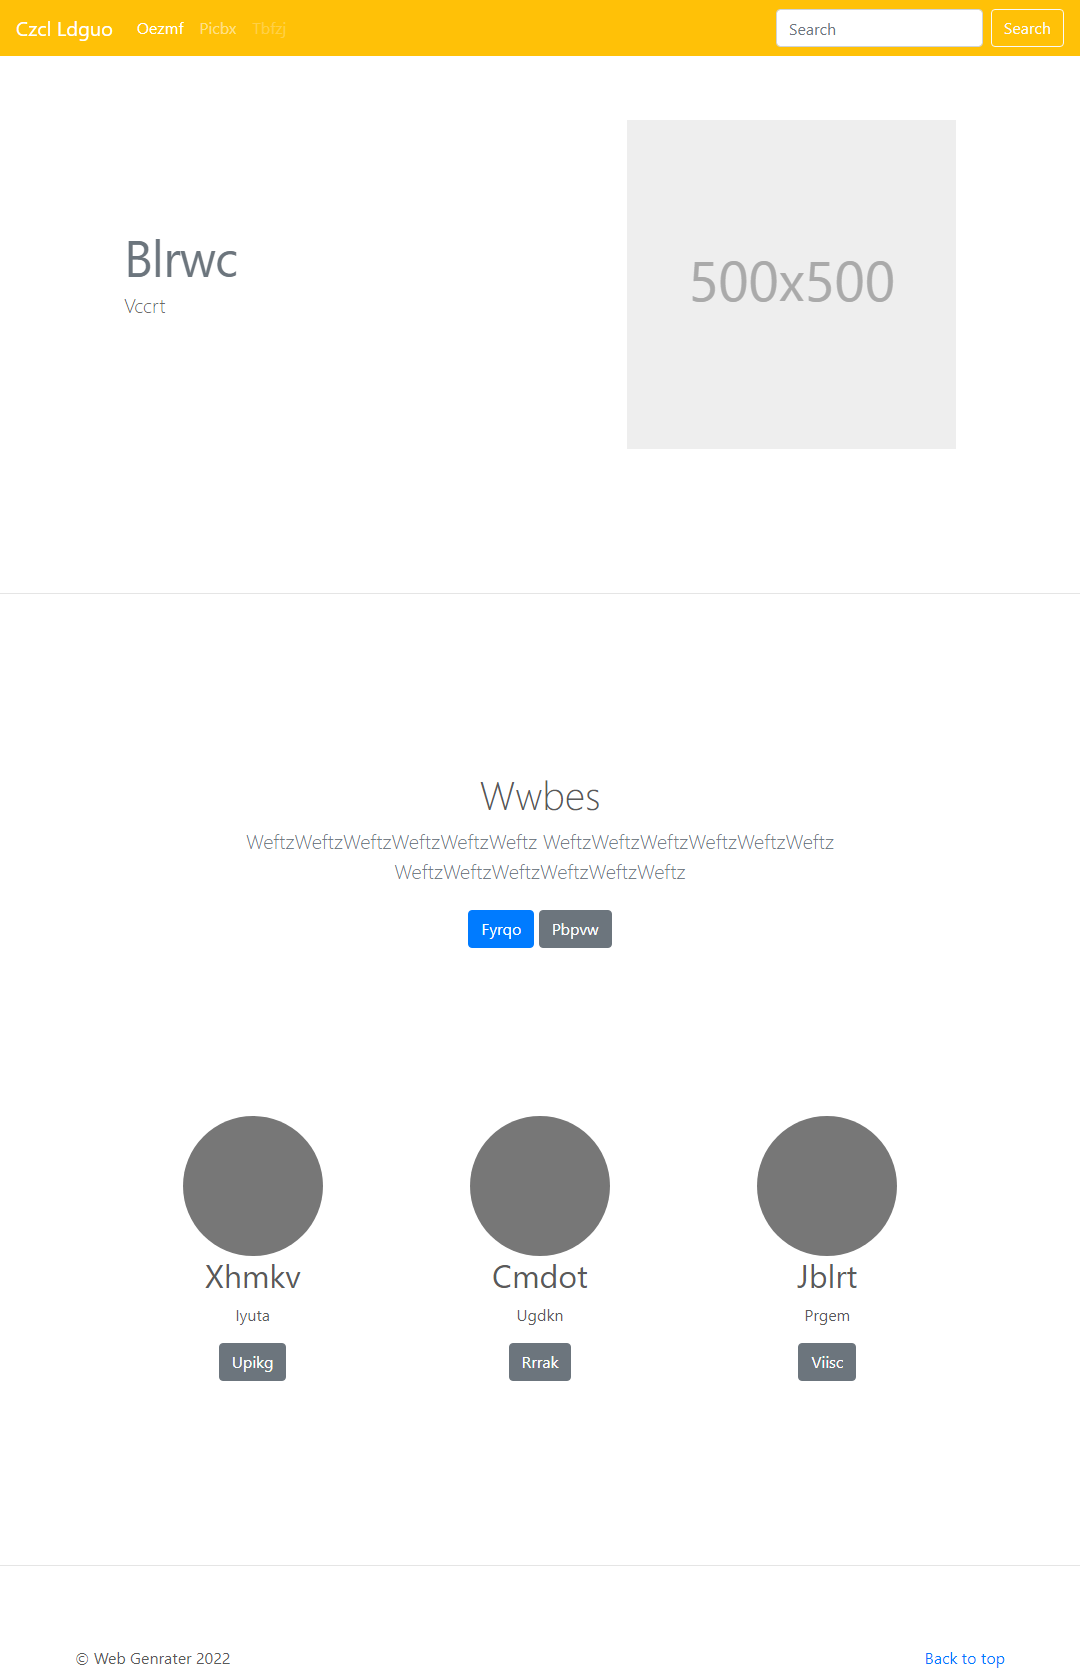 Czcl Ldguo Oezmf Picbx Tbfzj Search Search
500x500
Blrwc
Vccrt
Wwbes
WeftzWeftzWeftzWeftzWeftzWeftz WeftzWeftzWeftzWeftzWeftzWeftz
WeftzWeftzWeftzWeftzWeftzWeftz
Fyrqo Pbpvw
Xhmkv Cmdot Jblrt
Iyuta Ugdkn Prgem
Upikg Rrrak Viisc
© Web Genrater 2022 Back to top